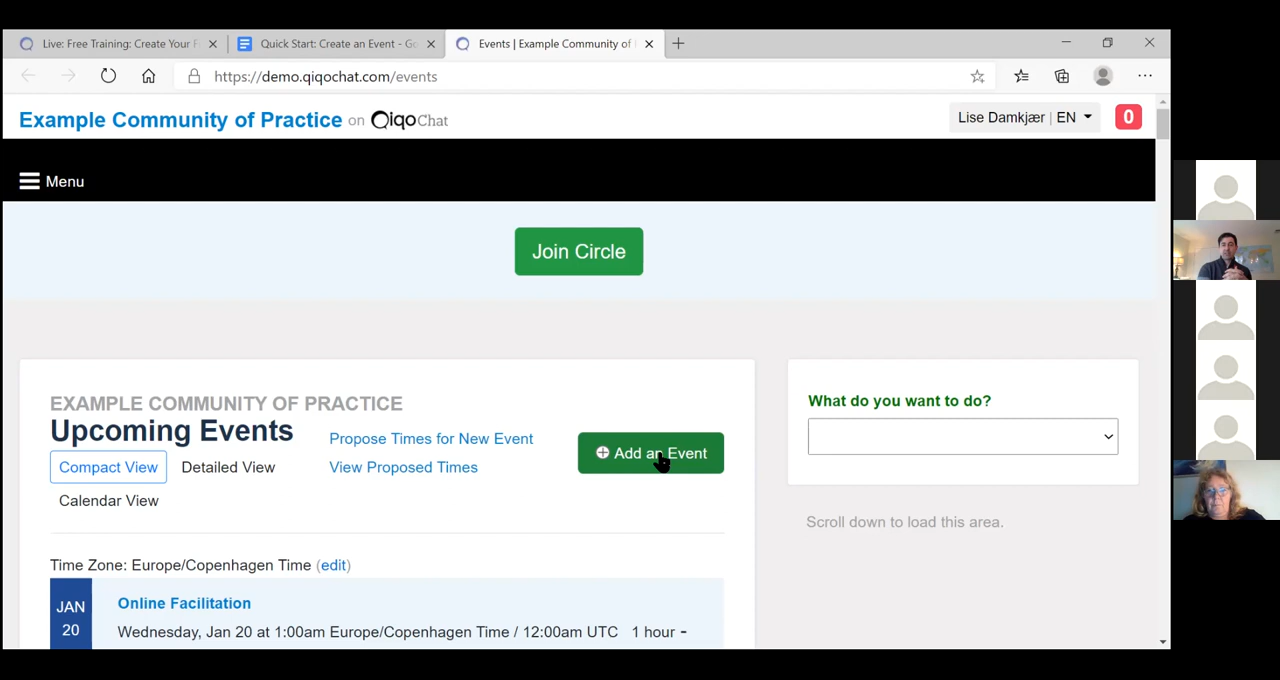 Live: Free Training: Create Your F
Quick Start: Create an Event - Go
Events | Example Community of
https://demo.qiqochat.com/events
Example Community of Practice on QiqoChat
Lise Damkjær | EN
0
Menu
Join Circle
EXAMPLE COMMUNITY OF PRACTICE
Upcoming Events
Propose Times for New Event
Add an Event
Compact View
Detailed View
View Proposed Times
Calendar View
What do you want to do?
Scroll down to load this area.
Time Zone: Europe/Copenhagen Time (edit)
JAN
20
Online Facilitation
Wednesday, Jan 20 at 1:00am Europe/Copenhagen Time / 12:00am UTC 1 hour -